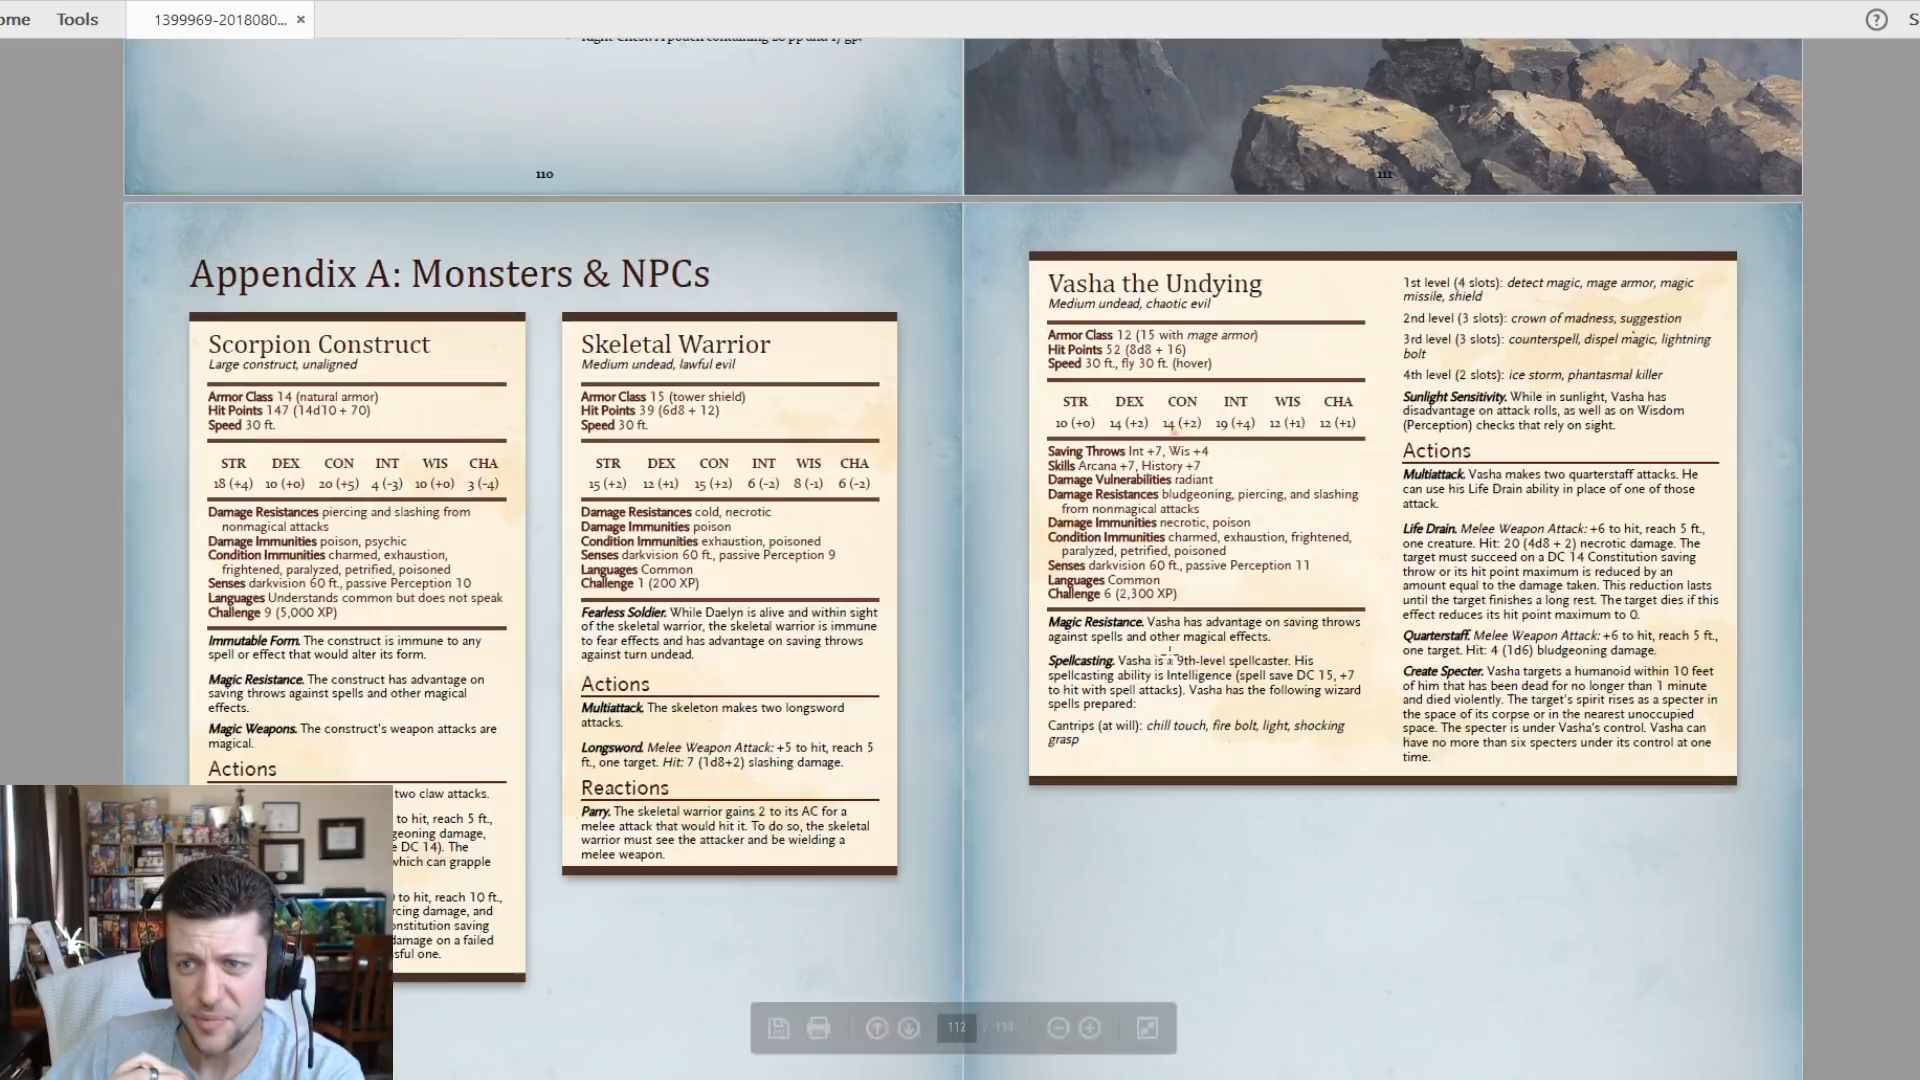 ome
Tools
1399969-2018080... ×
?
S
110
111
Appendix A: Monsters & NPCs
Scorpion Construct
Large construct, unaligned
Armor Class 14 (natural armor)
Hit Points 147 (14d10 + 70)
Speed 30 ft.
STR DEX CON INT WIS CHA
18 (+4) 10 (+0) 20 (+5) 4 (-3) 10 (+0) 3 (-4)
Damage Resistances piercing and slashing from
nonmagical attacks
Damage Immunities poison, psychic
Condition Immunities charmed, exhaustion,
frightened, paralyzed, petrified, poisoned
Senses darkvision 60 ft., passive Perception 10
Languages Understands common but does not speak
Challenge 9 (5,000 XP)
Immutable Form. The construct is immune to any
spell or effect that would alter its form.
Magic Resistance. The construct has advantage on
saving throws against spells and other magical
effects.
Magic Weapons. The construct's weapon attacks are
magical.
Actions
two claw attacks.
to hit, reach 5 ft.,
geoning damage,
e DC 14). The
which can grapple
to hit, reach 10 ft.,
rcing damage, and
onstitution saving
damage on a failed
sful one.
Skeletal Warrior
Medium undead, lawful evil
Armor Class 15 (tower shield)
Hit Points 39 (6d8 + 12)
Speed 30 ft.
STR DEX CON INT WIS CHA
15 (+2) 12 (+1) 15 (+2) 6 (-2) 8 (-1) 6 (-2)
Damage Resistances cold, necrotic
Damage Immunities poison
Condition Immunities exhaustion, poisoned
Senses darkvision 60 ft., passive Perception 9
Languages Common
Challenge 1 (200 XP)
Fearless Soldier. While Daelyn is alive and within sight
of the skeletal warrior, the skeletal warrior is immune
to fear effects and has advantage on saving throws
against turn undead.
Actions
Multiattack. The skeleton makes two longsword
attacks.
Longsword. Melee Weapon Attack: +5 to hit, reach 5
ft., one target. Hit: 7 (1d8+2) slashing damage.
Reactions
Parry. The skeletal warrior gains 2 to its AC for a
melee attack that would hit it. To do so, the skeletal
warrior must see the attacker and be wielding a
melee weapon.
Vasha the Undying
Medium undead, chaotic evil
Armor Class 12 (15 with mage armor)
Hit Points 52 (8d8 + 16)
Speed 30 ft., fly 30 ft. (hover)
STR DEX CON INT WIS CHA
10 (+0) 14 (+2) 14 (+2) 19 (+4) 12 (+1) 12 (+1)
Saving Throws Int +7, Wis +4
Skills Arcana +7, History +7
Damage Vulnerabilities radiant
Damage Resistances bludgeoning, piercing, and slashing
from nonmagical attacks
Damage Immunities necrotic, poison
Condition Immunities charmed, exhaustion, frightened,
paralyzed, petrified, poisoned
Senses darkvision 60 ft., passive Perception 11
Languages Common
Challenge 6 (2,300 XP)
Magic Resistance. Vasha has advantage on saving throws
against spells and other magical effects.
Spellcasting. Vasha is a 9th-level spellcaster. His
spellcasting ability is Intelligence (spell save DC 15, +7
to hit with spell attacks). Vasha has the following wizard
spells prepared:
Cantrips (at will): chill touch, fire bolt, light, shocking
grasp
1st level (4 slots): detect magic, mage armor, magic
missile, shield
2nd level (3 slots): crown of madness, suggestion
3rd level (3 slots): counterspell, dispel magic, lightning
bolt
4th level (2 slots): ice storm, phantasmal killer
Sunlight Sensitivity. While in sunlight, Vasha has
disadvantage on attack rolls, as well as on Wisdom
(Perception) checks that rely on sight.
Actions
Multiattack. Vasha makes two quarterstaff attacks. He
can use his Life Drain ability in place of one of those
attack.
Life Drain. Melee Weapon Attack: +6 to hit, reach 5 ft.,
one creature. Hit: 20 (4d8 + 2) necrotic damage. The
target must succeed on a DC 14 Constitution saving
throw or its hit point maximum is reduced by an
amount equal to the damage taken. This reduction lasts
until the target finishes a long rest. The target dies if this
effect reduces its hit point maximum to 0.
Quarterstaff. Melee Weapon Attack: +6 to hit, reach 5 ft.,
one target. Hit: 4 (1d6) bludgeoning damage.
Create Specter. Vasha targets a humanoid within 10 feet
of him that has been dead for no longer than 1 minute
and died violently. The target's spirit rises as a specter in
the space of its corpse or in the nearest unoccupied
space. The specter is under Vasha's control. Vasha can
have no more than six specters under its control at one
time.
112 /